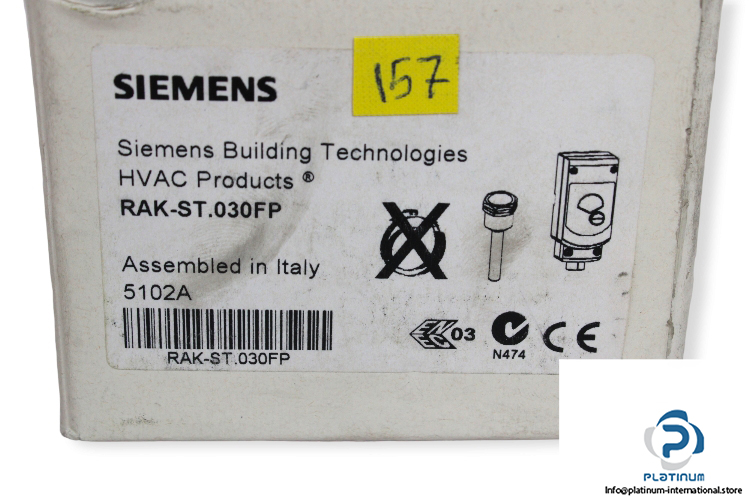 SIEMENS
157
Siemens Building Technologies
HVAC Products ®
RAK-ST.030FP
Assembled in Italy
5102A
RAK-ST.030FP
03
N474
CE
PLATINUM
Info@platinum-international.store